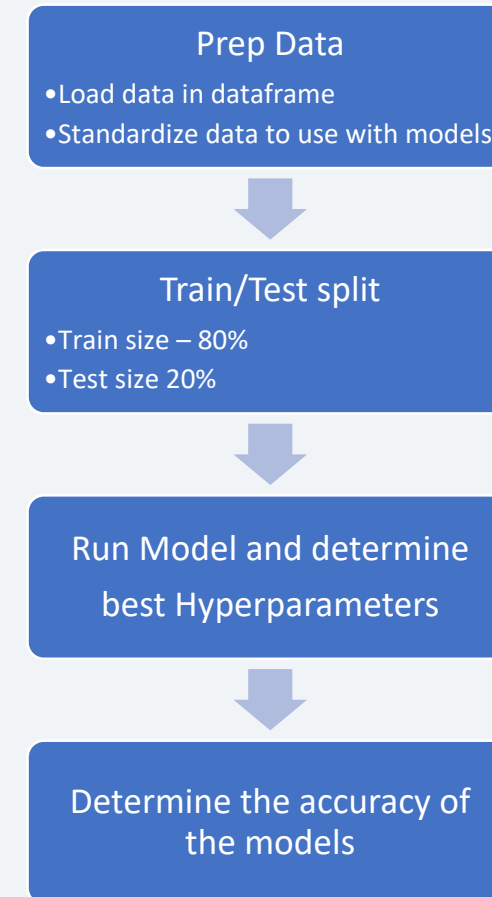 Prep Data
•Load data in dataframe
•Standardize data to use with models
Train/Test split
•Train size – 80%
•Test size 20%
Run Model and determine
best Hyperparameters
Determine the accuracy of
the models